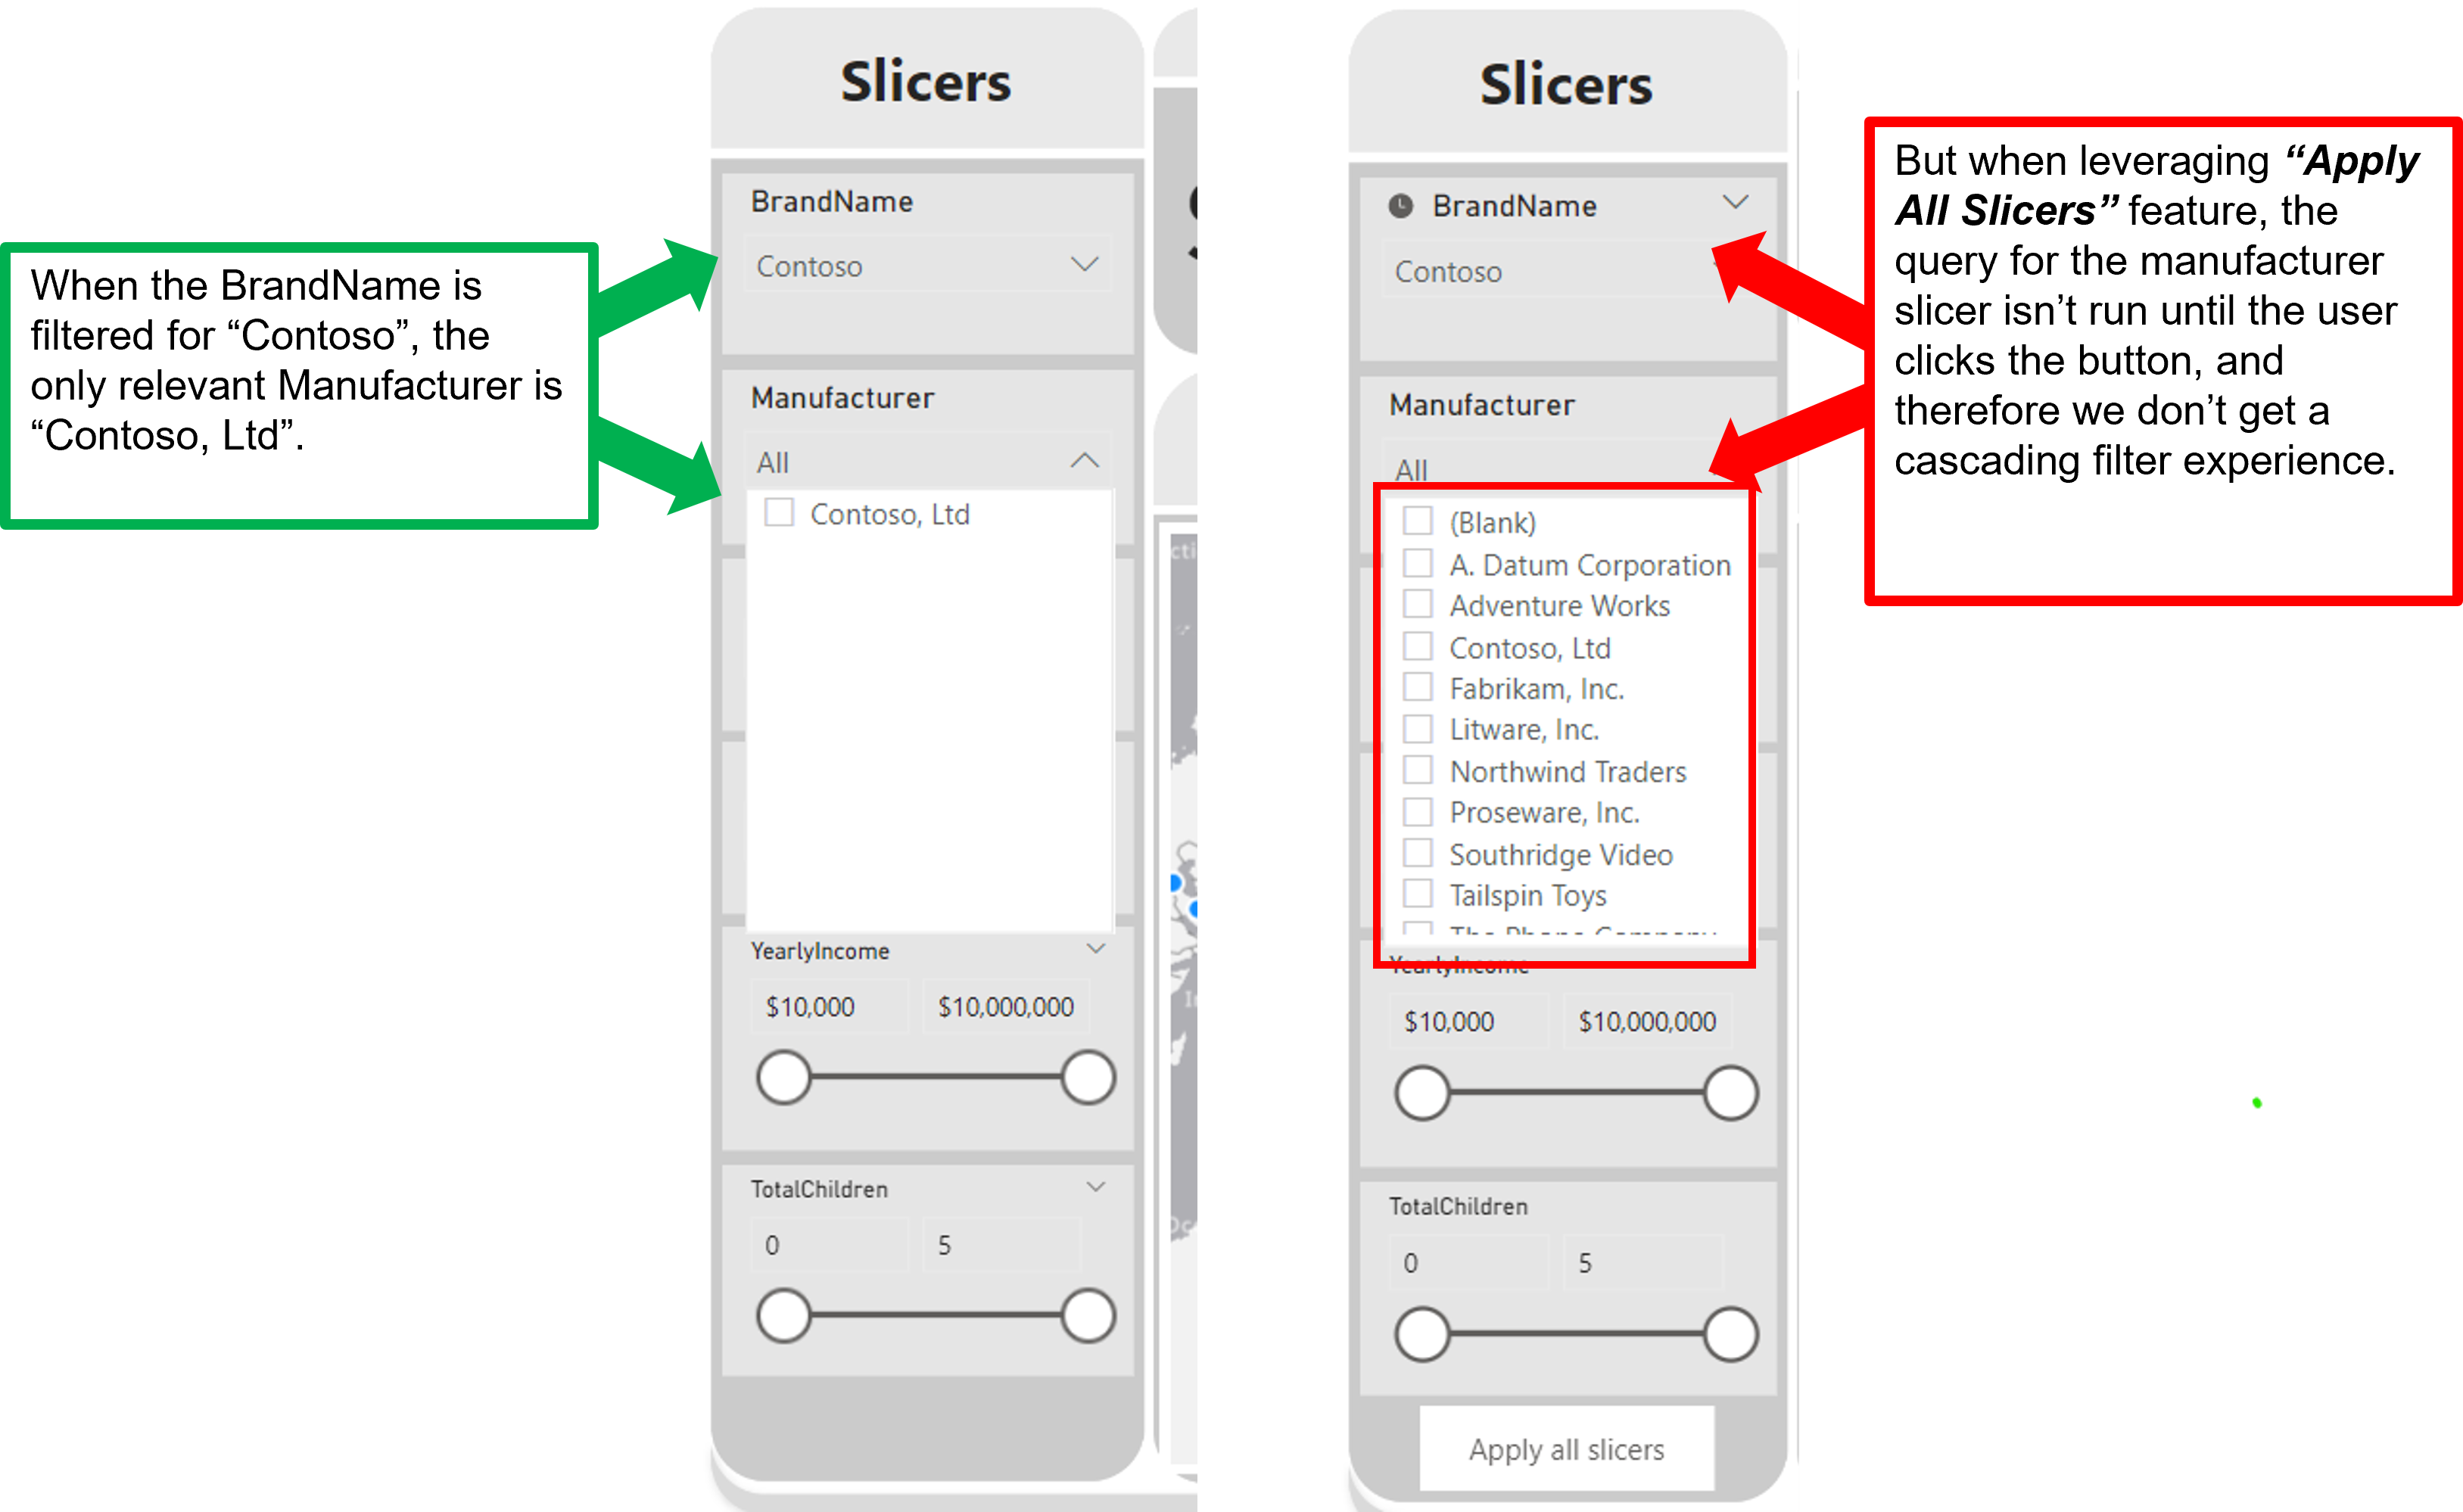 When the BrandName is
filtered for “Contoso”, the
only relevant Manufacturer is
“Contoso, Ltd”.
Slicers
BrandName
Contoso
Manufacturer
All
Contoso, Ltd
YearlyIncome
$10,000 $10,000,000
TotalChildren
0 5
Slicers
BrandName
Contoso
Manufacturer
All
(Blank)
A. Datum Corporation
Adventure Works
Contoso, Ltd
Fabrikam, Inc.
Litware, Inc.
Northwind Traders
Proseware, Inc.
Southridge Video
Tailspin Toys
The Phone Company
YearlyIncome
$10,000 $10,000,000
TotalChildren
0 5
Apply all slicers
But when leveraging “Apply
All Slicers” feature, the
query for the manufacturer
slicer isn’t run until the user
clicks the button, and
therefore we don’t get a
cascading filter experience.